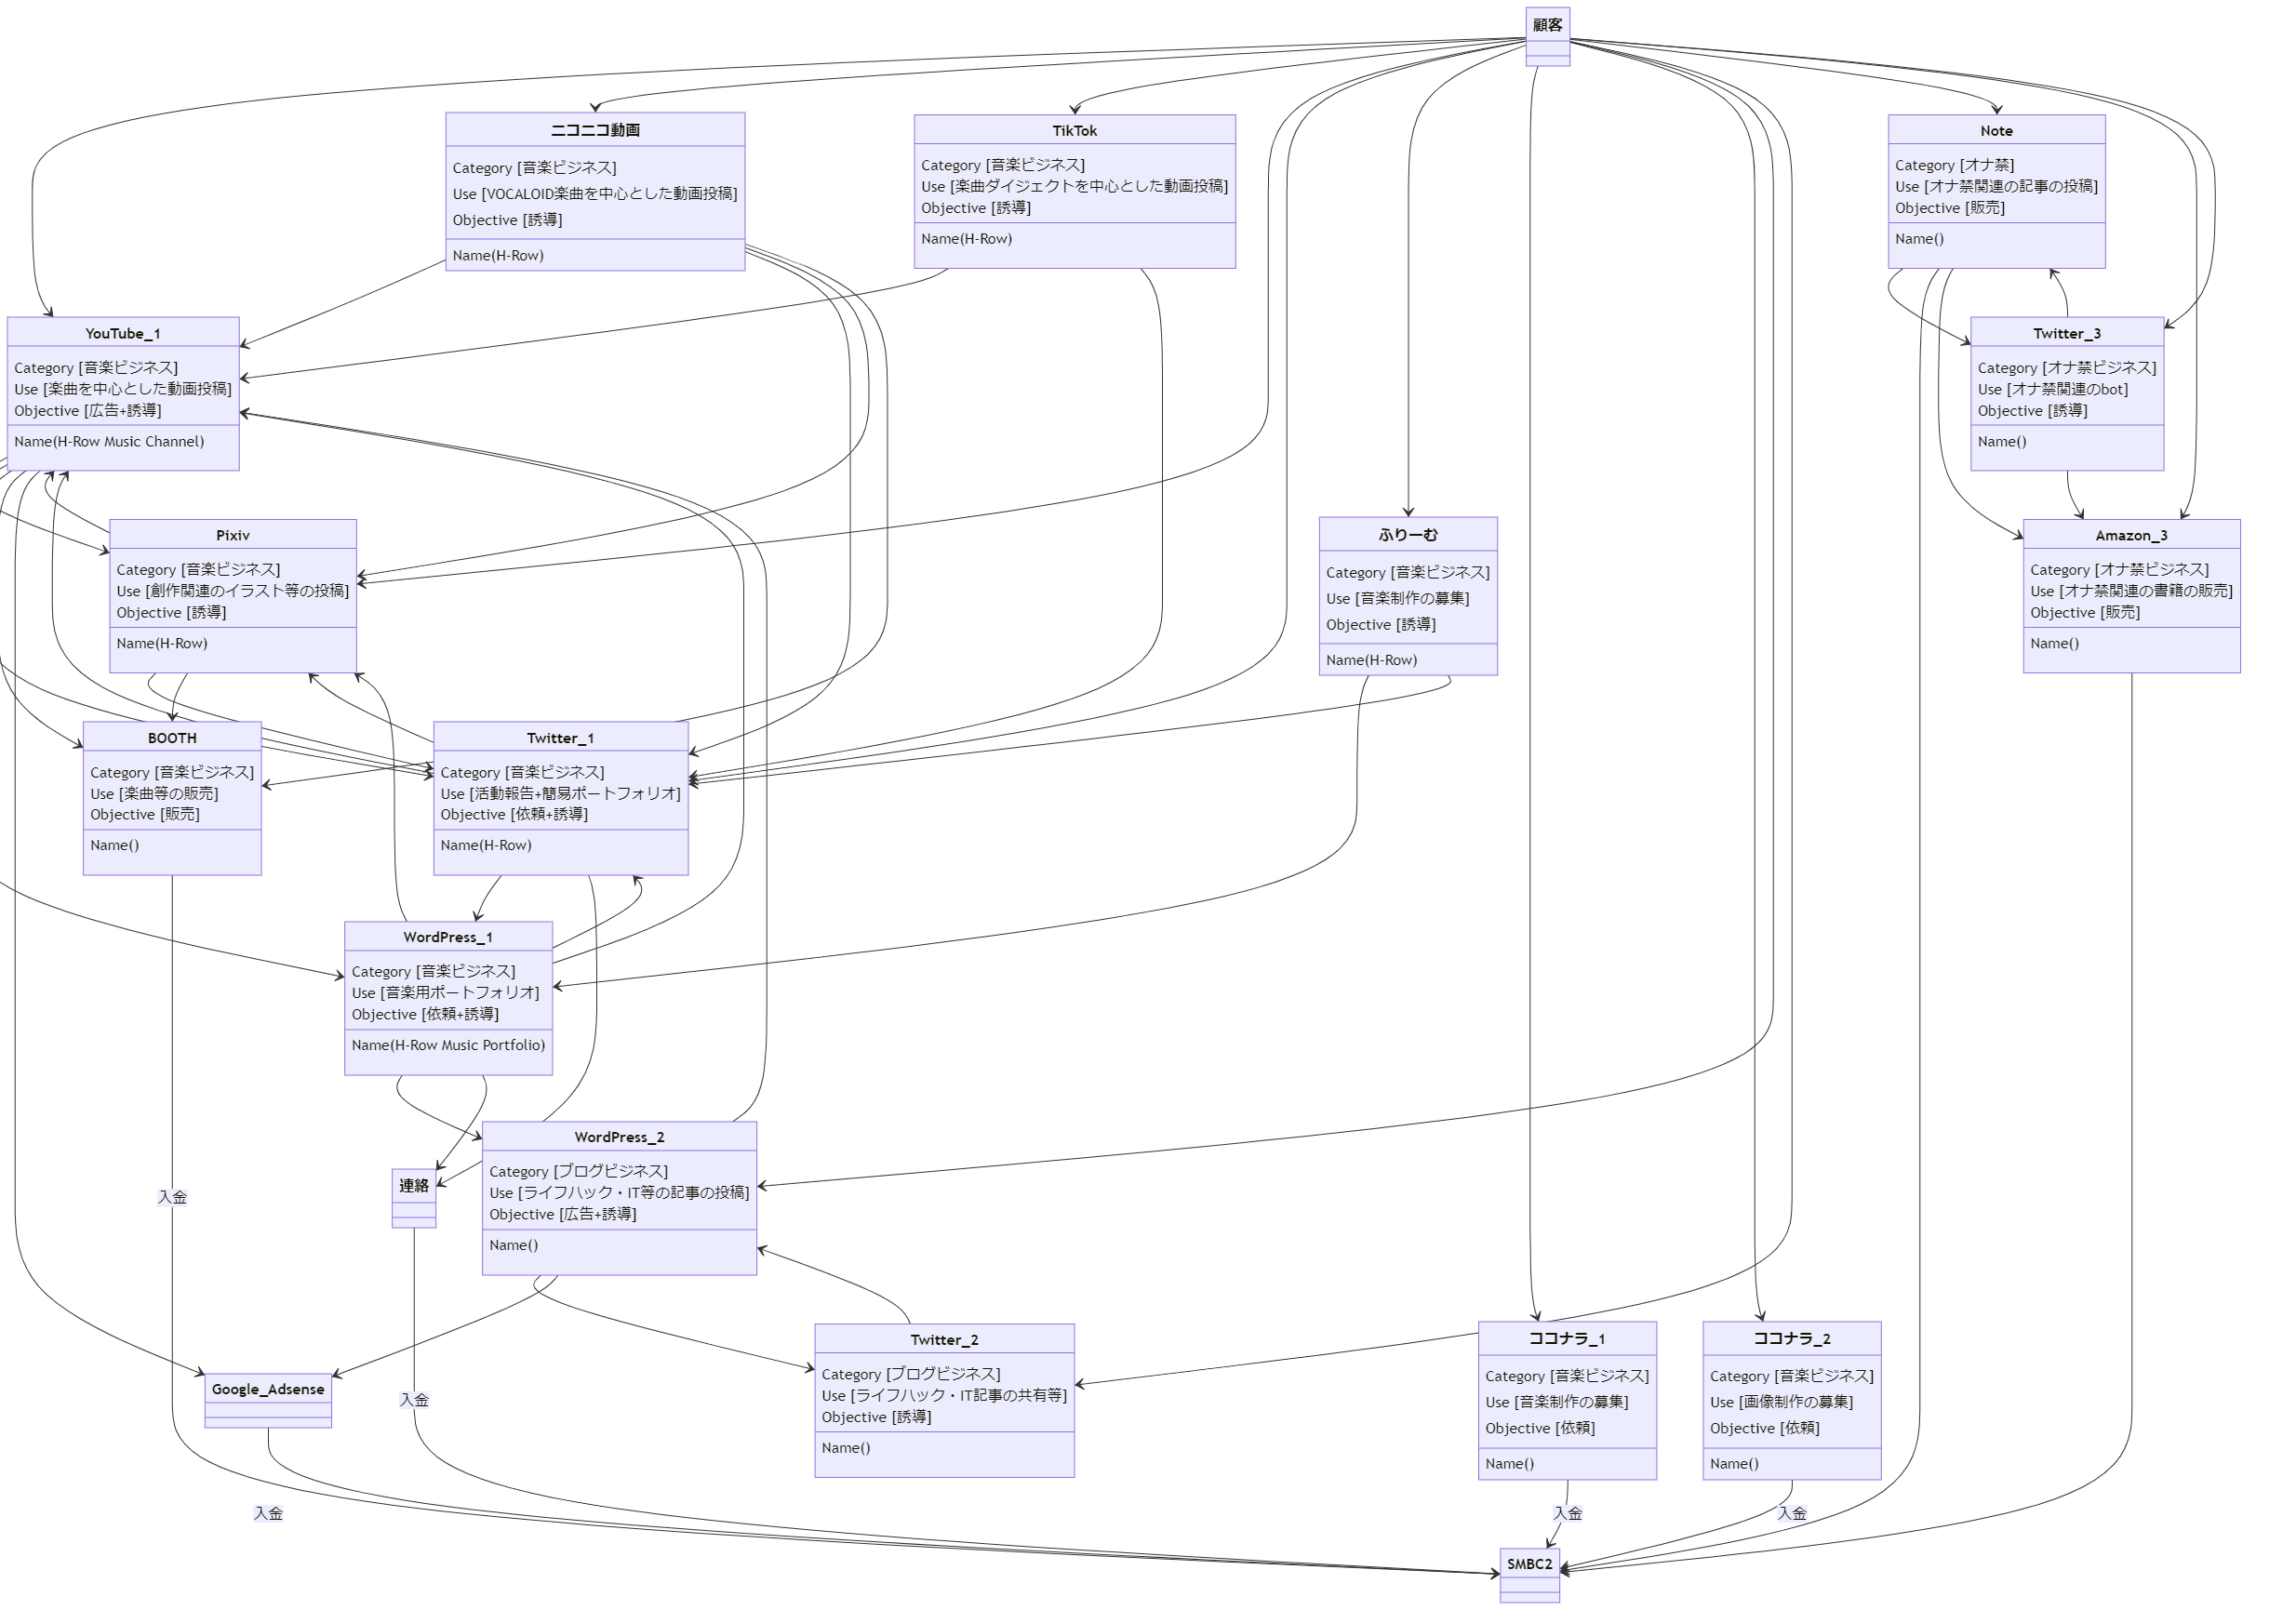 顧客
ニコニコ動画
Category [音楽ビジネス]
Use [VOCALOID楽曲を中心とした動画投稿]
Objective [誘導]
Name(H-Row)
TikTok
Category [音楽ビジネス]
Use [楽曲ダイジェクトを中心とした動画投稿]
Objective [誘導]
Name(H-Row)
Note
Category [オナ禁]
Use [オナ禁関連の記事の投稿]
Objective [販売]
Name()
YouTube_1
Category [音楽ビジネス]
Use [楽曲を中心とした動画投稿]
Objective [広告+誘導]
Name(H-Row Music Channel)
Twitter_3
Category [オナ禁ビジネス]
Use [オナ禁関連のbot]
Objective [誘導]
Name()
Pixiv
Category [音楽ビジネス]
Use [創作関連のイラスト等の投稿]
Objective [誘導]
Name(H-Row)
ふりーむ
Category [音楽ビジネス]
Use [音楽制作の募集]
Objective [誘導]
Name(H-Row)
Amazon_3
Category [オナ禁ビジネス]
Use [オナ禁関連の書籍の販売]
Objective [販売]
Name()
BOOTH
Category [音楽ビジネス]
Use [楽曲等の販売]
Objective [販売]
Name()
Twitter_1
Category [音楽ビジネス]
Use [活動報告+簡易ポートフォリオ]
Objective [依頼+誘導]
Name(H-Row)
WordPress_1
Category [音楽ビジネス]
Use [音楽用ポートフォリオ]
Objective [依頼+誘導]
Name(H-Row Music Portfolio)
WordPress_2
Category [ブログビジネス]
Use [ライフハック・IT等の記事の投稿]
Objective [広告+誘導]
Name()
連絡
入金
Twitter_2
Category [ブログビジネス]
Use [ライフハック・IT記事の共有等]
Objective [誘導]
Name()
ココナラ_1
Category [音楽ビジネス]
Use [音楽制作の募集]
Objective [依頼]
Name()
ココナラ_2
Category [音楽ビジネス]
Use [画像制作の募集]
Objective [依頼]
Name()
Google_Adsense
入金
入金
入金
入金
SMBC2